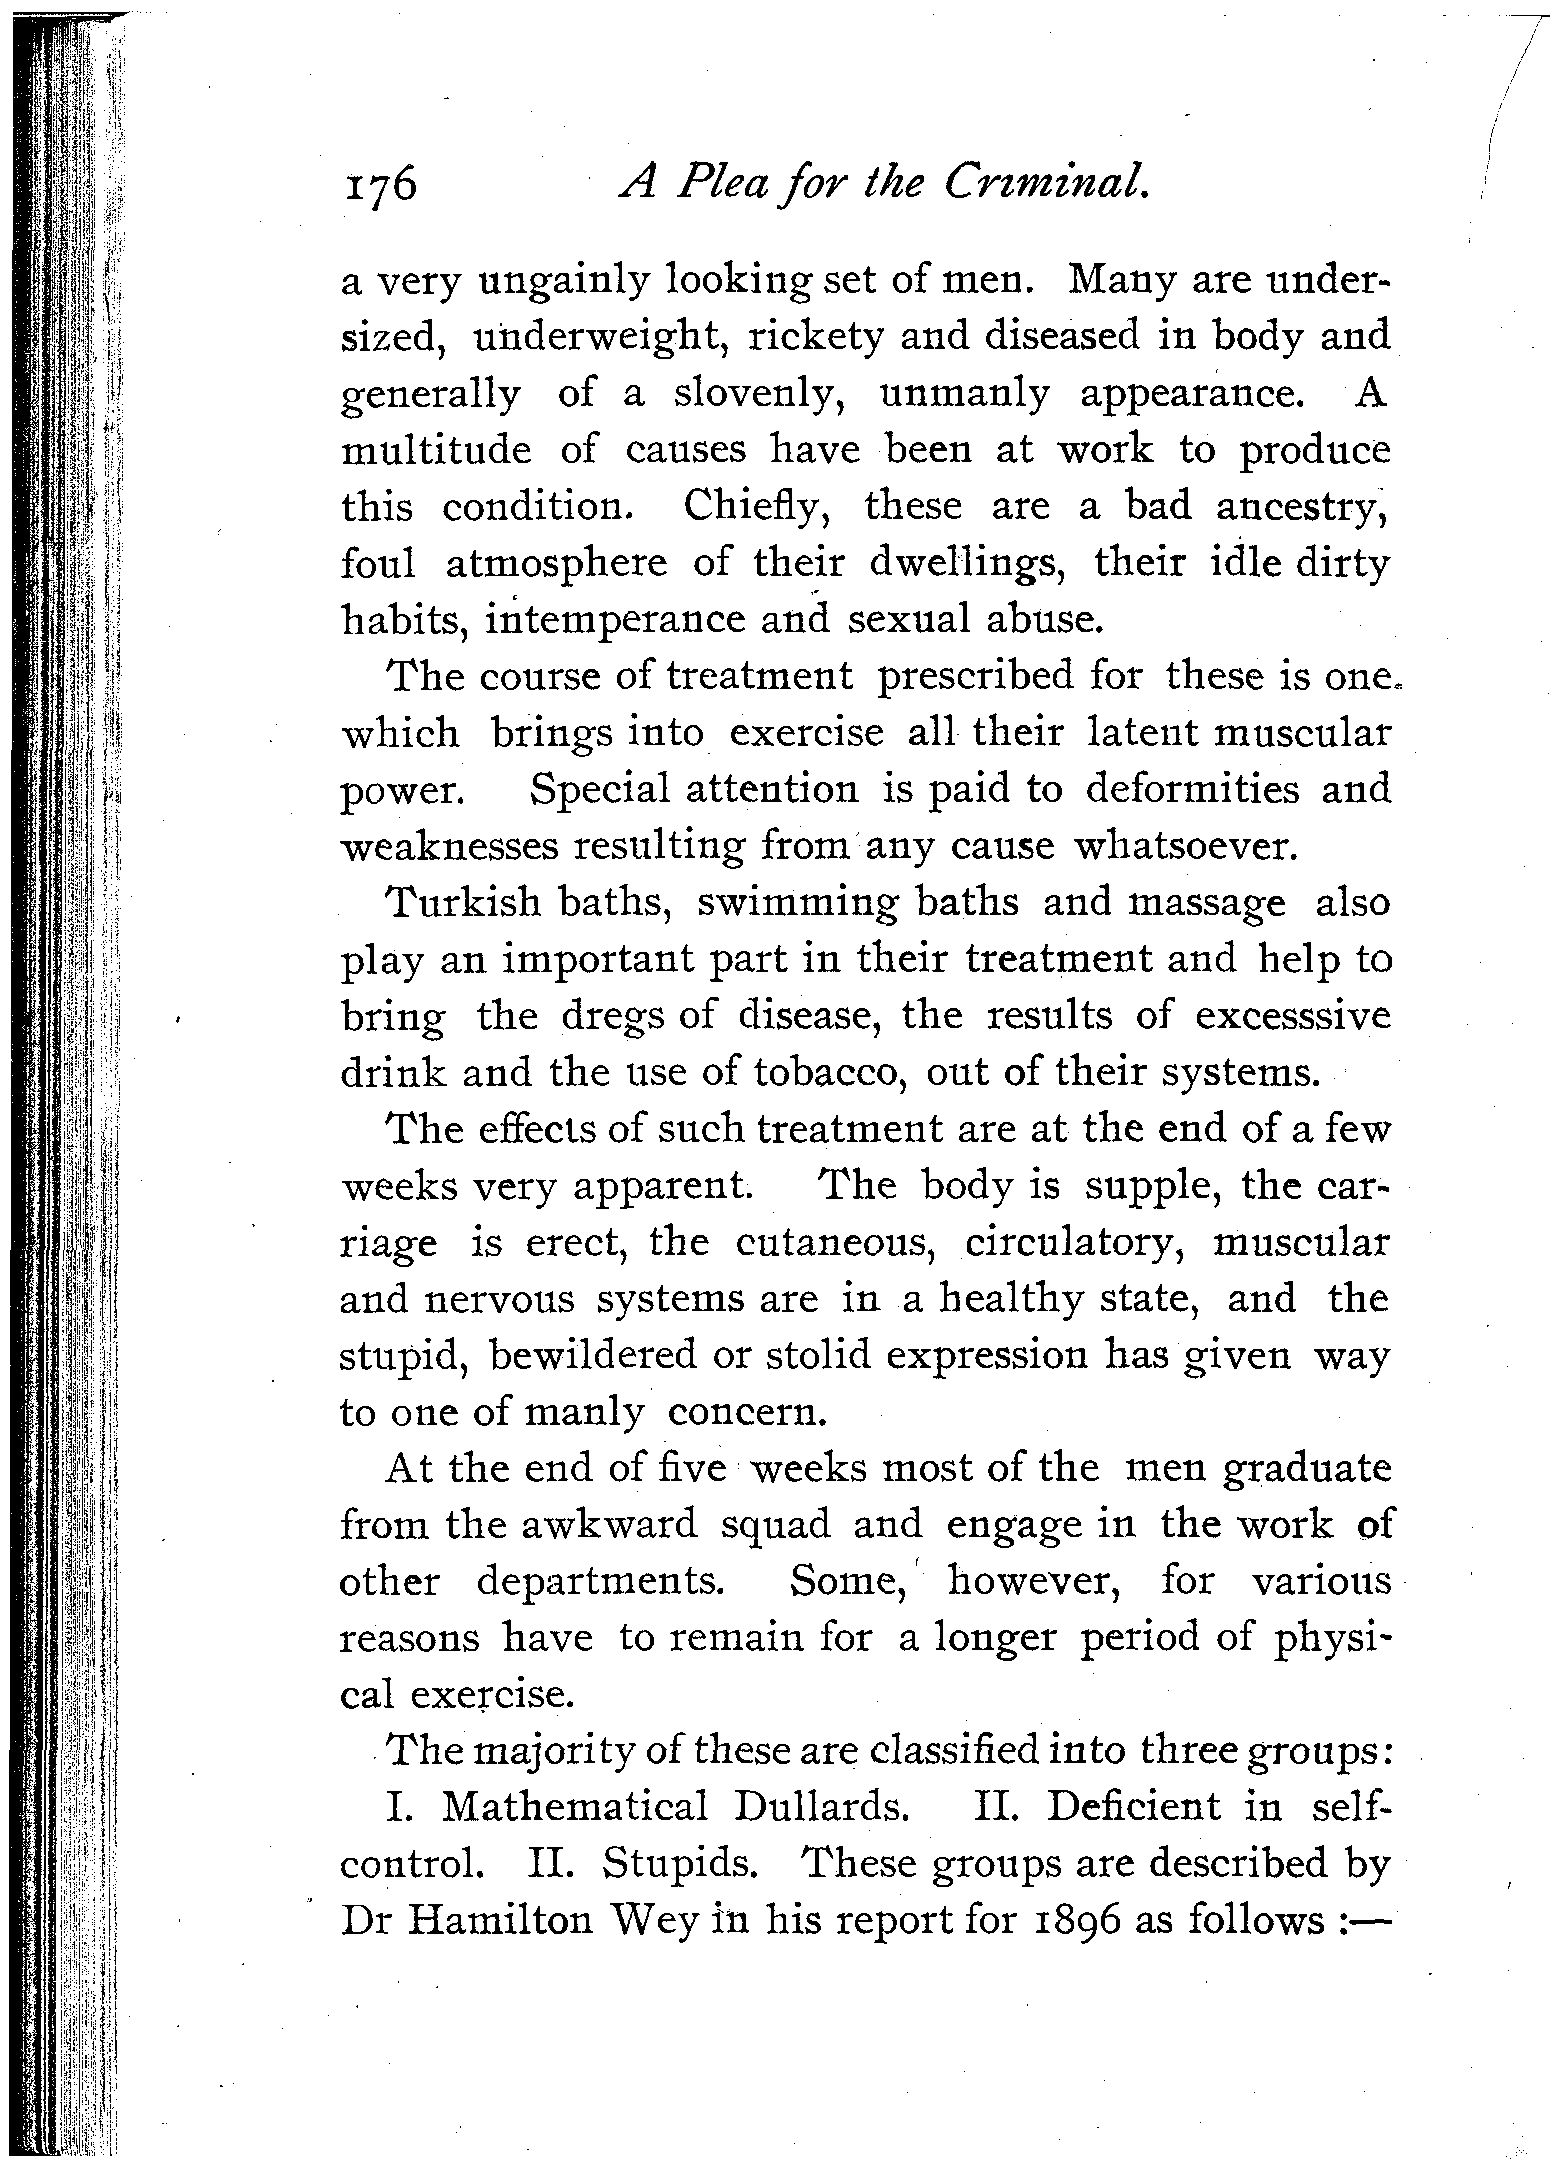 176 A Plea for the Criminal.
a very ungainly looking set of men. Many are under-
sized, underweight, rickety and diseased in body and
generally of a slovenly, unmanly appearance. A
multitude of causes have been at work to produce
this condition. Chiefly, these are a bad ancestry,
foul atmosphere of their dwellings, their idle dirty
habits, intemperance and sexual abuse.
The course of treatment prescribed for these is one
which brings into exercise all their latent muscular
power. Special attention is paid to deformities and
weaknesses resulting from any cause whatsoever.
Turkish baths, swimming baths and massage also
play an important part in their treatment and help to
bring the dregs of disease, the results of excesssive
drink and the use of tobacco, out of their systems.
The effects of such treatment are at the end of a few
weeks very apparent. The body is supple, the car-
riage is erect, the cutaneous, circulatory, muscular
and nervous systems are in a healthy state, and the
stupid, bewildered or stolid expression has given way
to one of manly concern.
At the end of five weeks most of the men graduate
from the awkward squad and engage in the work of
other departments. Some, however, for various
reasons have to remain for a longer period of physi-
cal exercise.
The majority of these are classified into three groups:
I. Mathematical Dullards. II. Deficient in self-
control. II. Stupids. These groups are described by
Dr Hamilton Wey in his report for 1896 as follows :—